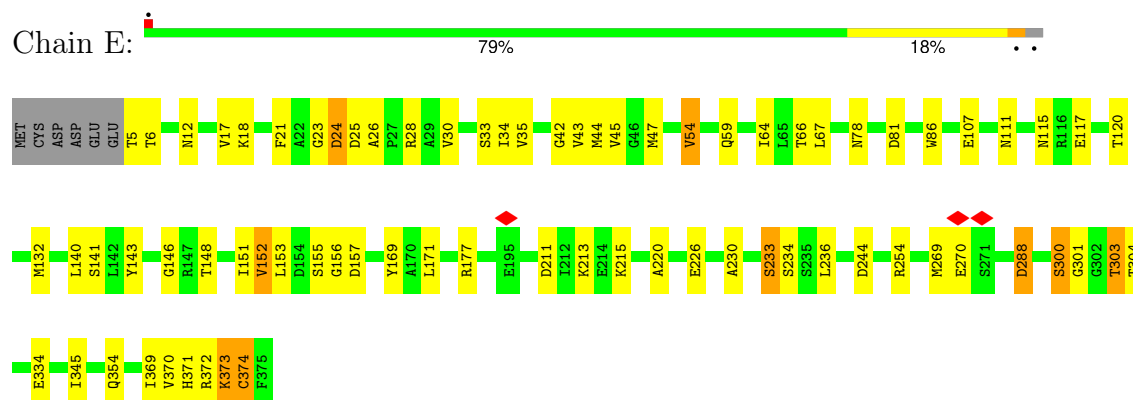 Chain E:
79%
18%
MET CYS ASP ASP GLU GLU T5 T6 N12 V17 K18 F21 A22 G23 D24 D25 A26 P27 R28 A29 V30 S33 I34 V35 G42 V43 M44 V45 G46 M47 V54 Q59 I64 L65 T66 L67 N78 D81 W86 E107 N111 N115 R116 E117 T120
M132 L140 S141 L142 Y143 G146 R147 T148 I151 V152 L153 D154 S155 G156 D157 Y169 A170 L171 R177 E195 D211 I212 K213 E214 K215 A220 E226 A230 S233 S234 S235 L236 D244 R254 M269 E270 S271 D288 S300 G301 G302 T303
E334 I345 Q354 I369 V370 H371 R372 K373 C374 F375